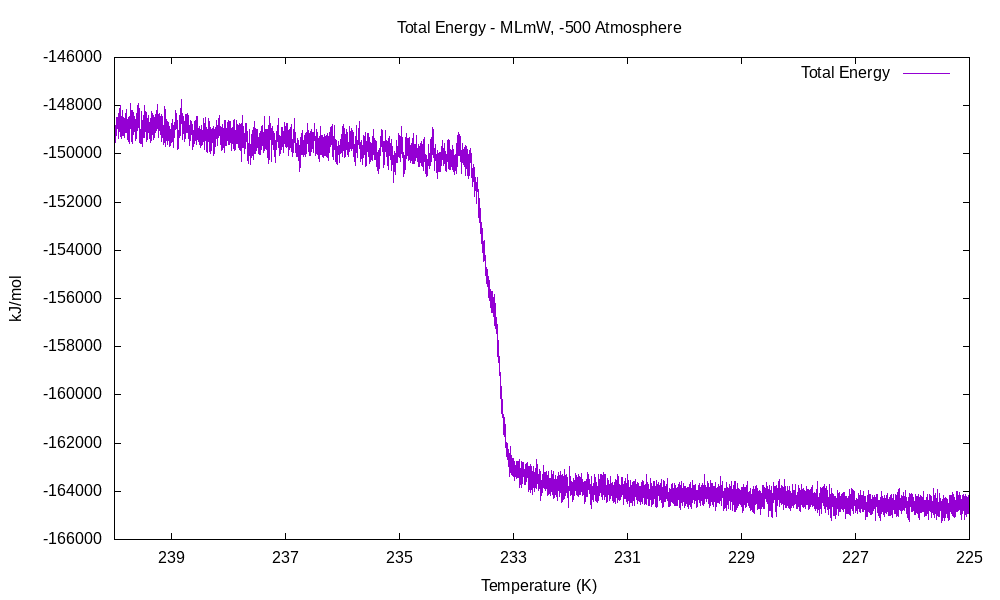 Total Energy - MLmW, -500 Atmosphere
Total Energy
-146000
-148000
-150000
-152000
-154000
-156000
-158000
-160000
-162000
-164000
-166000
kJ/mol
239 237 235 233 231 229 227 225
Temperature (K)